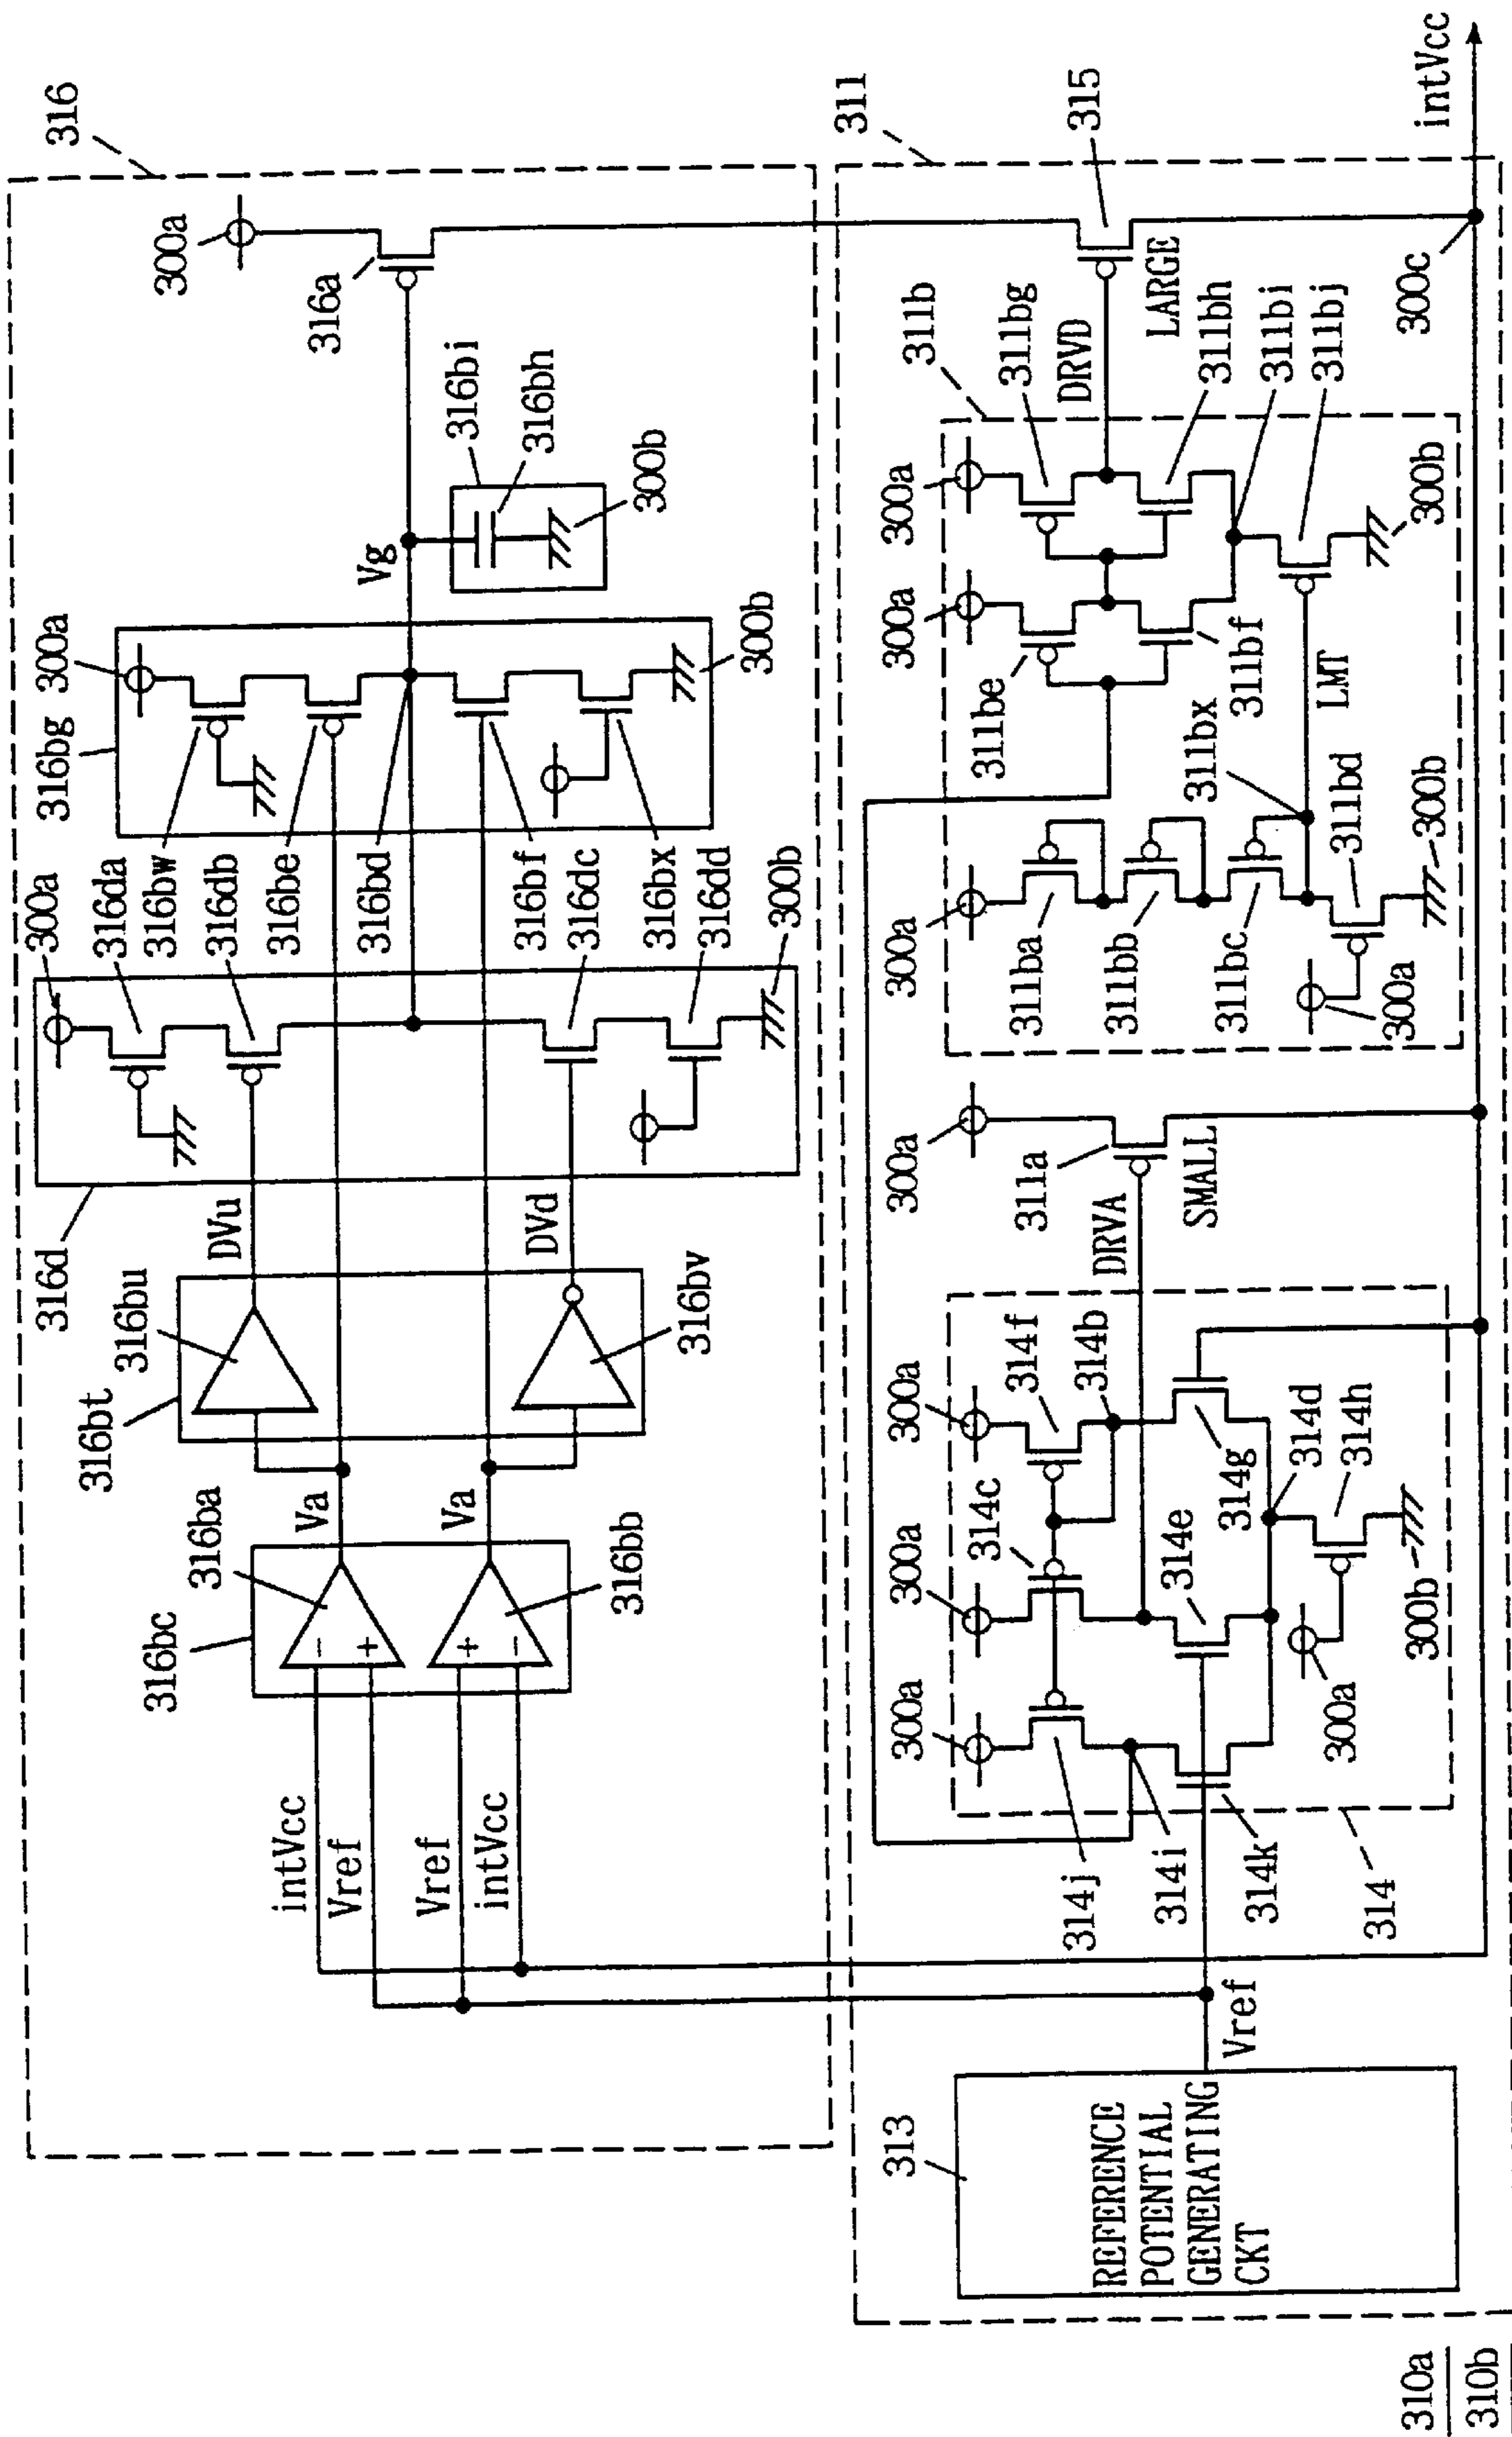 316
300a
316a
316bi
316bh
300b
Vg
316bg
300a
300b
300a
316da
316bw
316db
316be
316bd
316bf
316dc
316bx
316dd
300b
316d
DVu
DVd
316bu
316bt
316bv
Va
Va
316ba
316bc
316bb
-
+
+
-
intVcc
Vref
Vref
intVcc
311
315
intVcc
LARGE
300c
DRVD
311b
311bg
311bh
311bi
311bj
300a
300a
300b
311be
311bf
LMT
311bx
311bd
300b
300a
311ba
311bb
311bc
300a
300a
311a
DRVA
SMALL
300a
314f
314b
314c
314g
314d
314h
300a
314e
300b
300a
300a
314j
314i
314k
314
Vref
313
REFERENCE
POTENTIAL
GENERATING
CKT
310a
310b